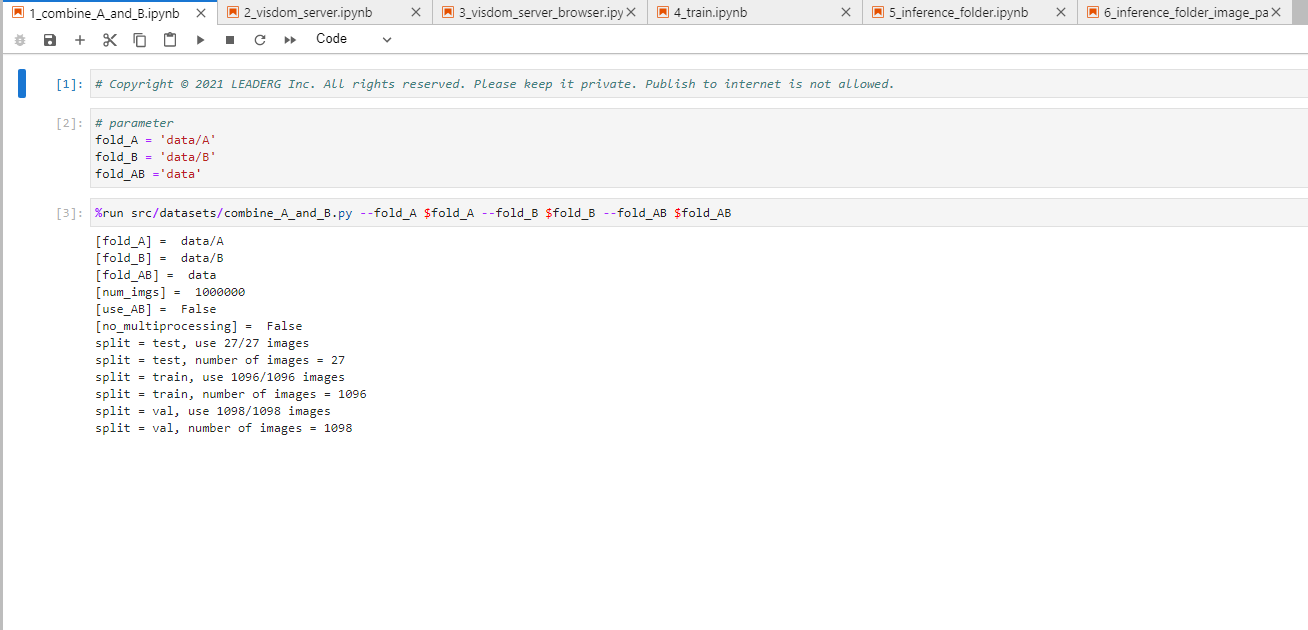 1_combine_A_and_B.ipynb
2_visdom_server.ipynb
3_visdom_server_browser.ipy
4_train.ipynb
5_inference_folder.ipynb
6_inference_folder_image_pa
Code
[1]: # Copyright © 2021 LEADERG Inc. All rights reserved. Please keep it private. Publish to internet is not allowed.
[2]: # parameter
fold_A = 'data/A'
fold_B = 'data/B'
fold_AB ='data'
[3]: %run src/datasets/combine_A_and_B.py --fold_A $fold_A --fold_B $fold_B --fold_AB $fold_AB
[fold_A] =  data/A
[fold_B] =  data/B
[fold_AB] =  data
[num_imgs] =  1000000
[use_AB] =  False
[no_multiprocessing] =  False
split = test, use 27/27 images
split = test, number of images = 27
split = train, use 1096/1096 images
split = train, number of images = 1096
split = val, use 1098/1098 images
split = val, number of images = 1098